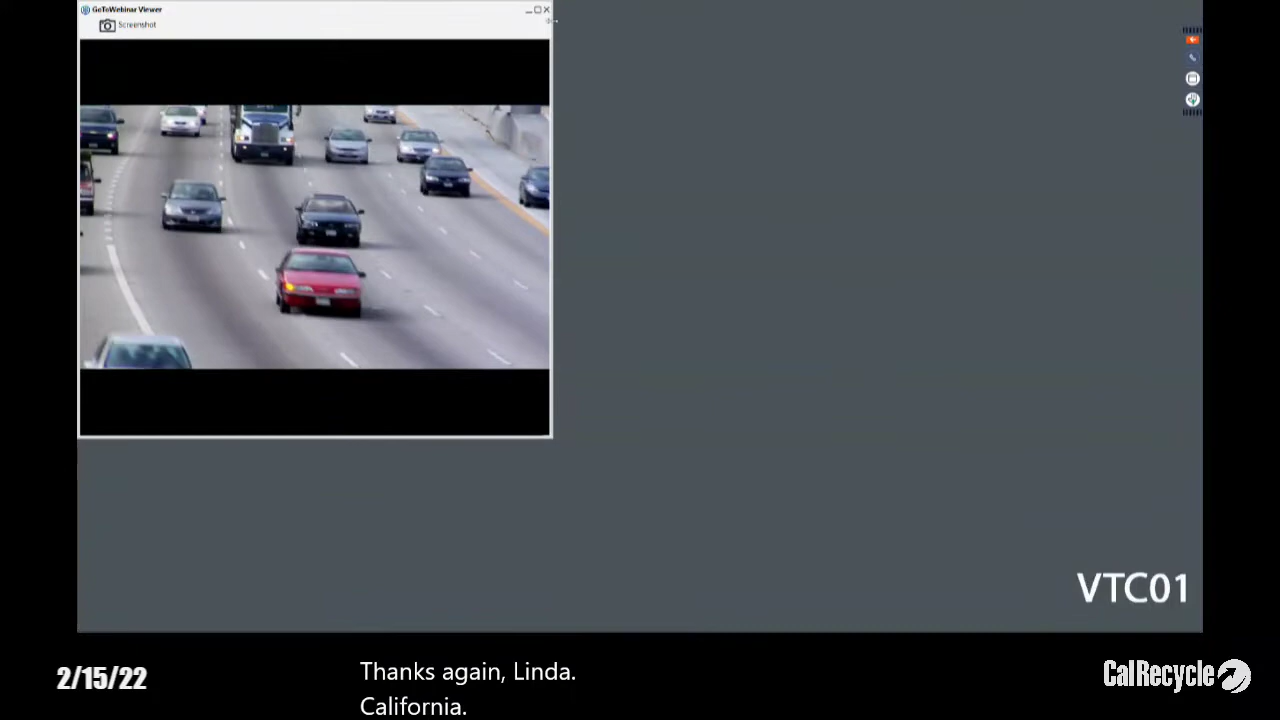 GoToWebinar Viewer
Screenshot
VTC01
2/15/22
Thanks again, Linda.
California.
CalRecycle